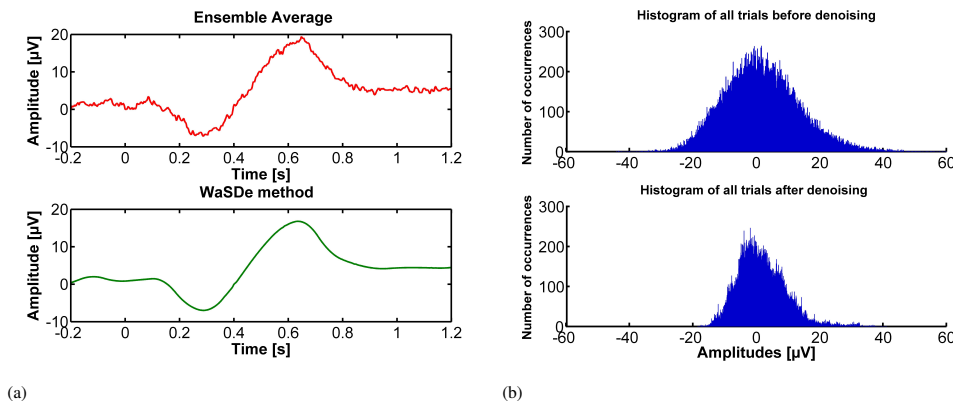 Ensemble Average
Amplitude [µV]
20
10
0
-10
-0.2 0 0.2 0.4 0.6 0.8 1 1.2
Time [s]
WaSDe method
Amplitude [µV]
20
10
0
-10
-0.2 0 0.2 0.4 0.6 0.8 1 1.2
Time [s]
(a)
Histogram of all trials before denoising
Number of occurrences
300
200
100
0
-60 -40 -20 0 20 40 60
Histogram of all trials after denoising
Number of occurrences
300
200
100
0
-60 -40 -20 0 20 40 60
Amplitudes [µV]
(b)